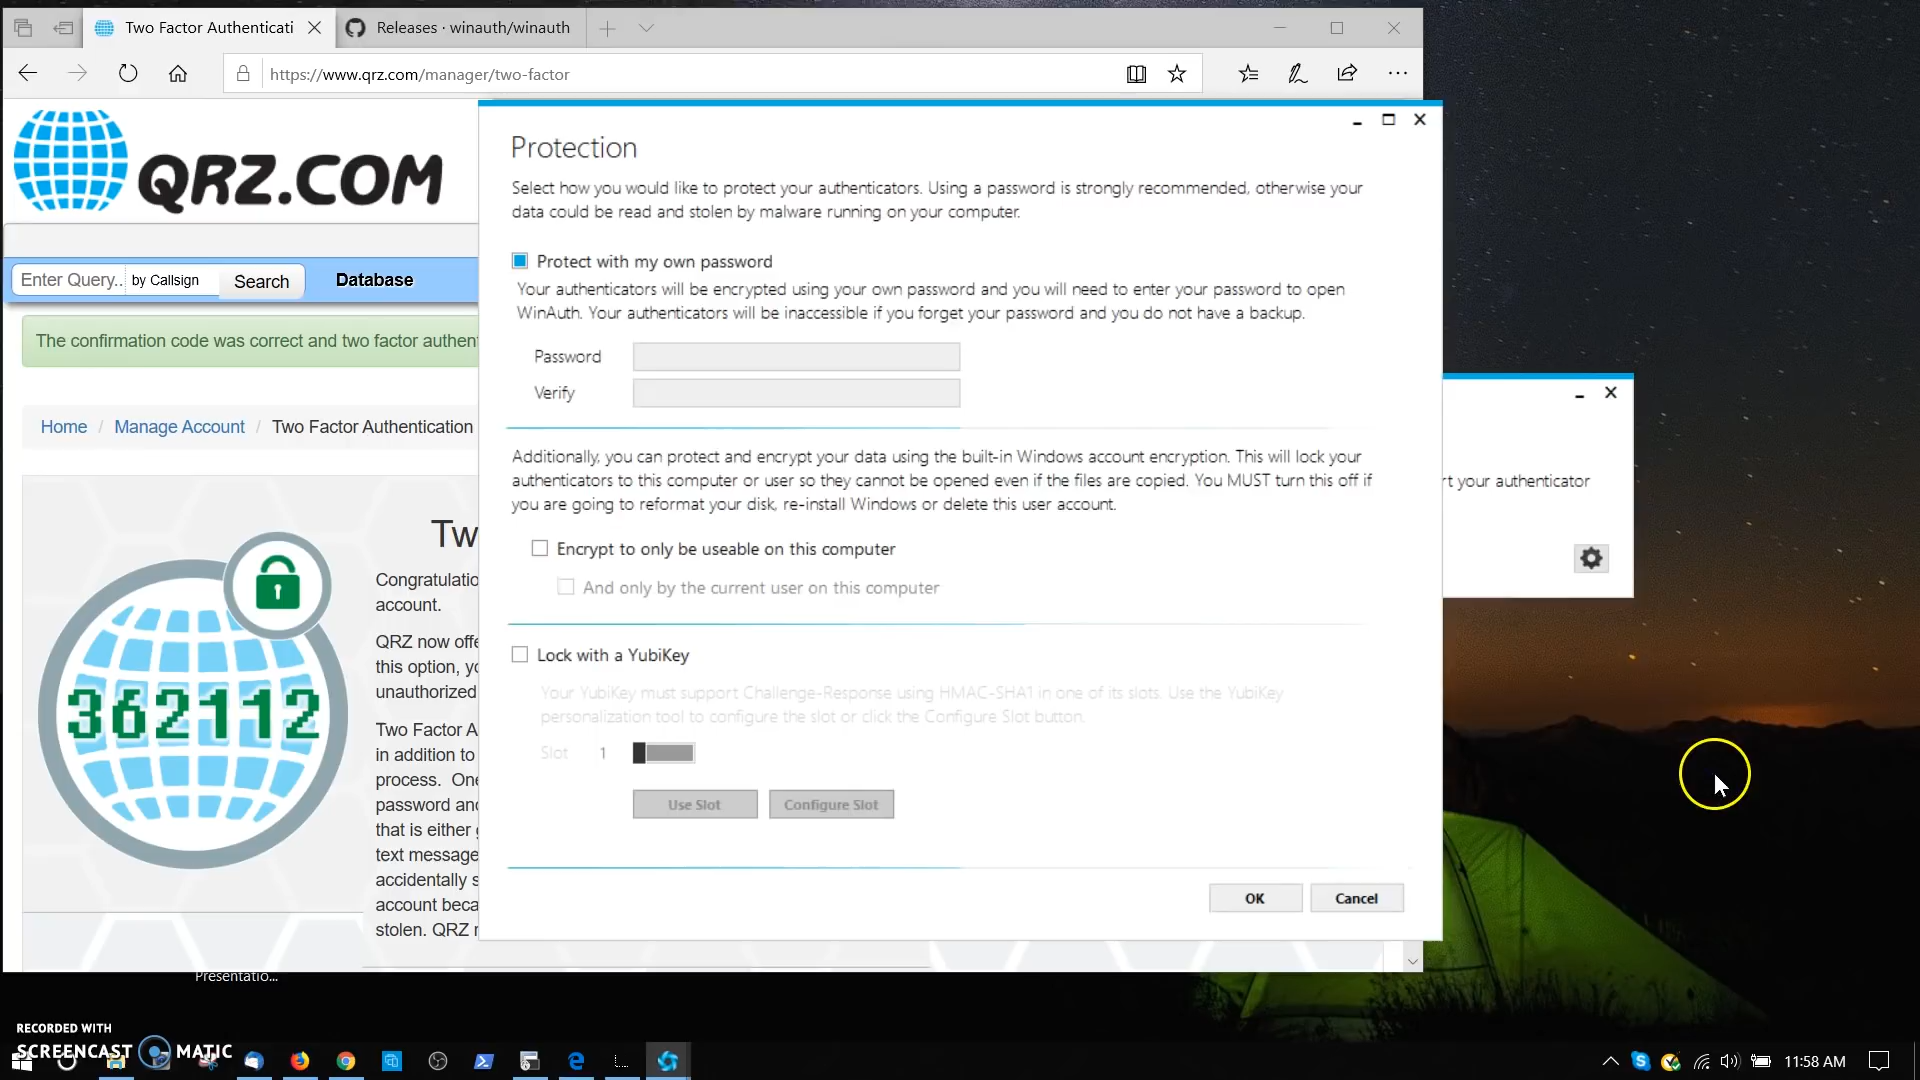 Two Factor Authenticati
Releases · winauth/winauth
https://www.qrz.com/manager/two-factor
QRZ.COM
Enter Query..
by Callsign
Search
Database
The confirmation code was correct and two factor authen
Home / Manage Account / Two Factor Authentication
Tw
Congratulatio
account.
QRZ now offe
this option, yo
unauthorized
Two Factor A
in addition to
process. One
password and
that is either g
text message
accidentally s
account beca
stolen. QRZ r
362112
Protection
Select how you would like to protect your authenticators. Using a password is strongly recommended, otherwise your
data could be read and stolen by malware running on your computer.
Protect with my own password
Your authenticators will be encrypted using your own password and you will need to enter your password to open
WinAuth. Your authenticators will be inaccessible if you forget your password and you do not have a backup.
Password
Verify
Additionally, you can protect and encrypt your data using the built-in Windows account encryption. This will lock your
authenticators to this computer or user so they cannot be opened even if the files are copied. You MUST turn this off if
you are going to reformat your disk, re-install Windows or delete this user account.
Encrypt to only be useable on this computer
And only by the current user on this computer
Lock with a YubiKey
Your YubiKey must support Challenge-Response using HMAC-SHA1 in one of its slots. Use the YubiKey
personalization tool to configure the slot or click the Configure Slot button.
Slot 1
Use Slot
Configure Slot
OK
Cancel
rt your authenticator
Presentatio...
RECORDED WITH
SCREENCAST MATIC
11:58 AM